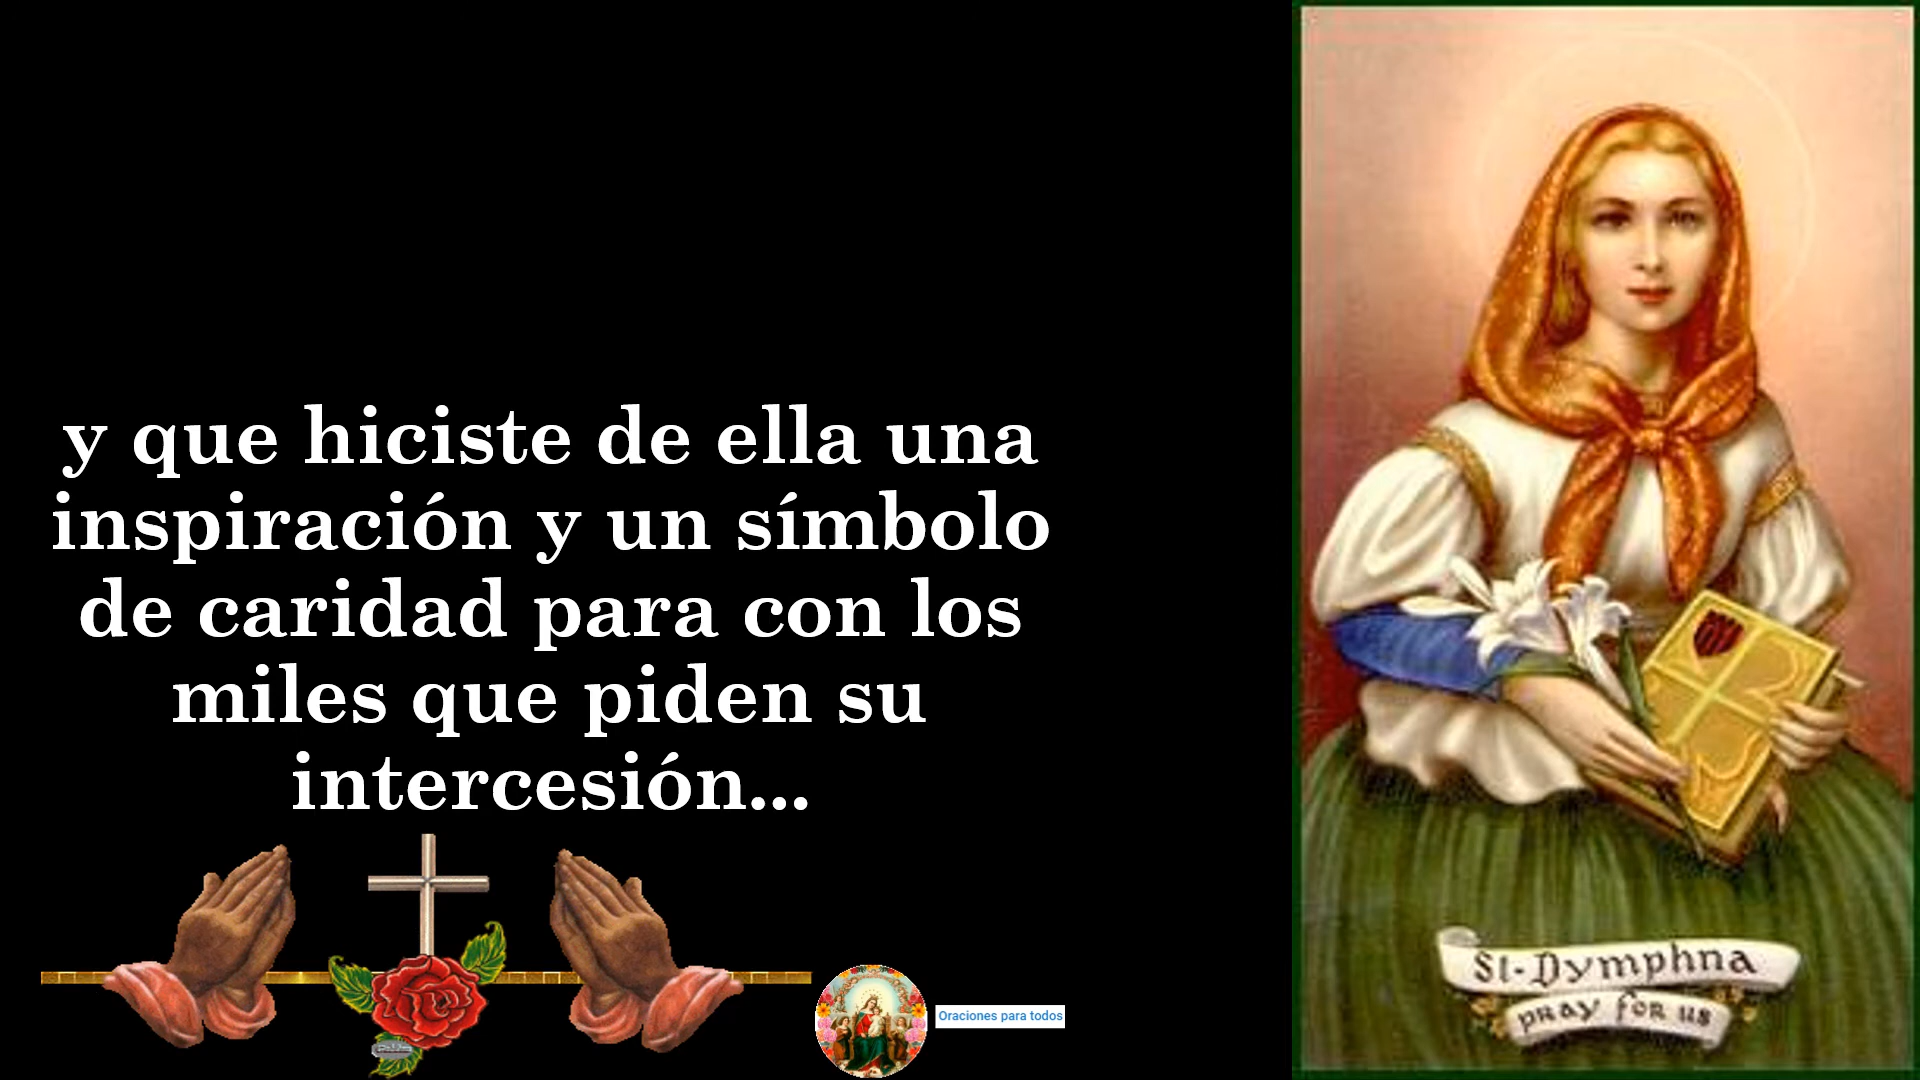 y que hiciste de ella una
inspiración y un símbolo
de caridad para con los
miles que piden su
intercesión...
Oraciones para todos
St-Dymphna
pray for us